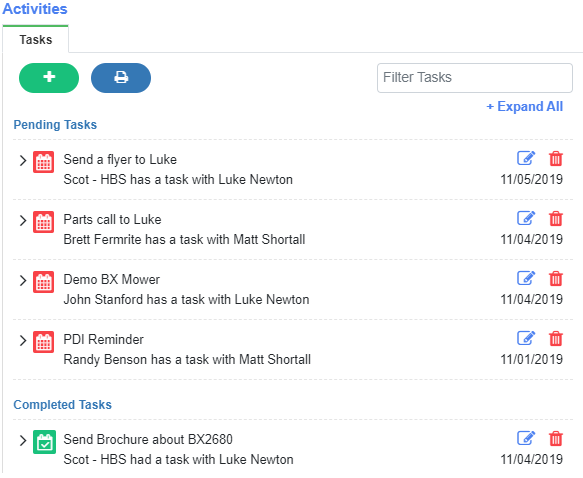 Activities
Tasks
Filter Tasks
+ Expand All
Pending Tasks
Send a flyer to Luke
Scot - HBS has a task with Luke Newton 11/05/2019
Parts call to Luke
Brett Fermrite has a task with Matt Shortall 11/04/2019
Demo BX Mower
John Stanford has a task with Luke Newton 11/04/2019
PDI Reminder
Randy Benson has a task with Matt Shortall 11/01/2019
Completed Tasks
Send Brochure about BX2680
Scot - HBS had a task with Luke Newton 11/04/2019